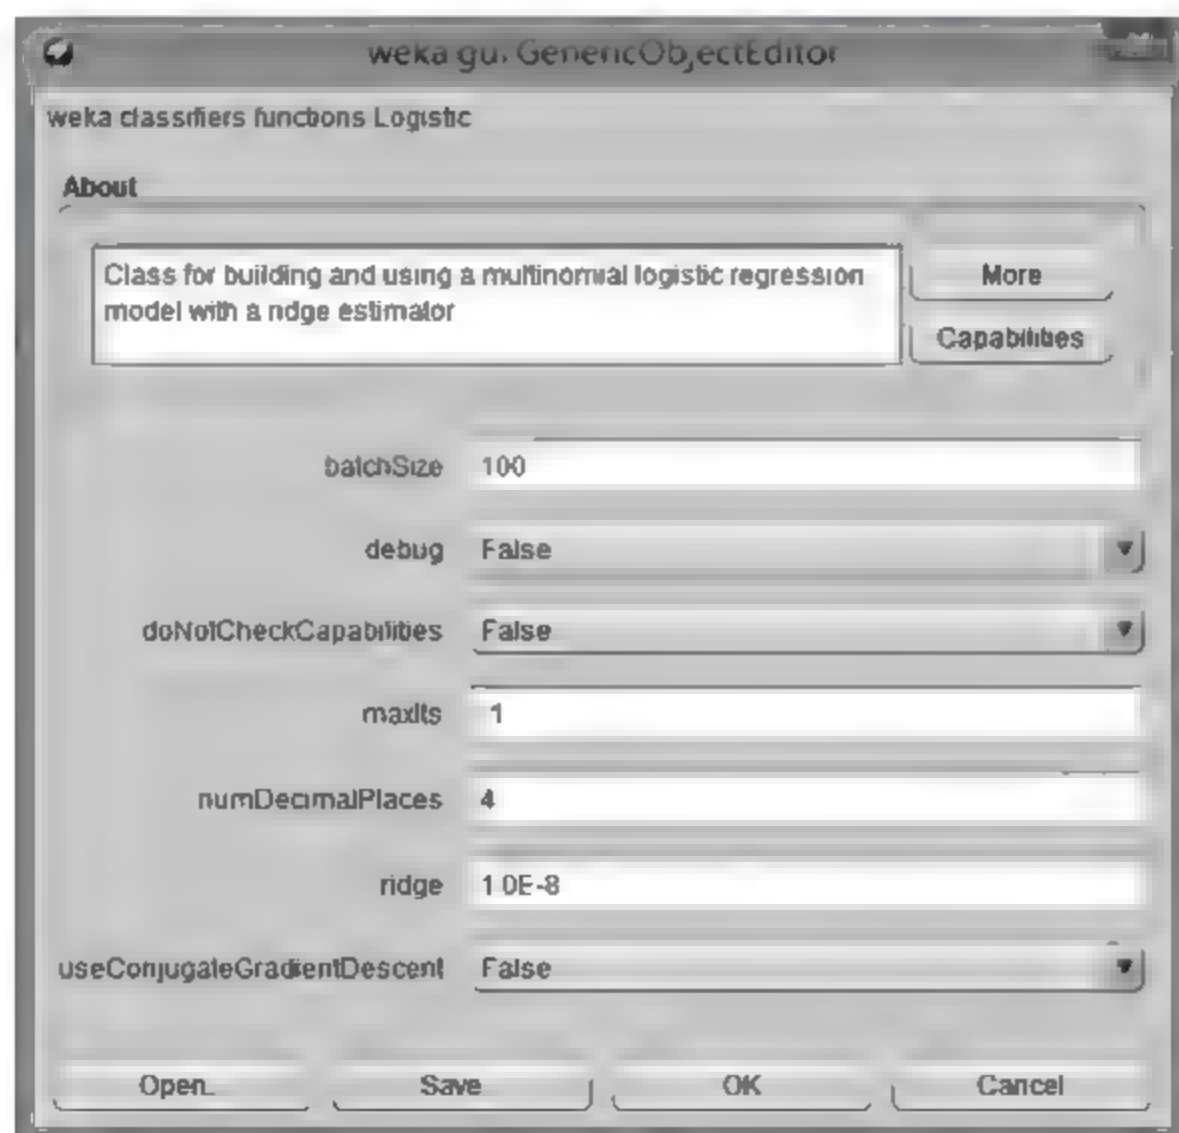 weka gui GenericObjectEditor
weka classifiers functions Logistic
About
Class for building and using a multinomial logistic regression
model with a ridge estimator
More
Capabilities
batchSize 100
debug False
doNotCheckCapabilities False
maxIts 1
numDecimalPlaces 4
ridge 1 0E-8
useConjugateGradientDescent False
Open... Save OK Cancel